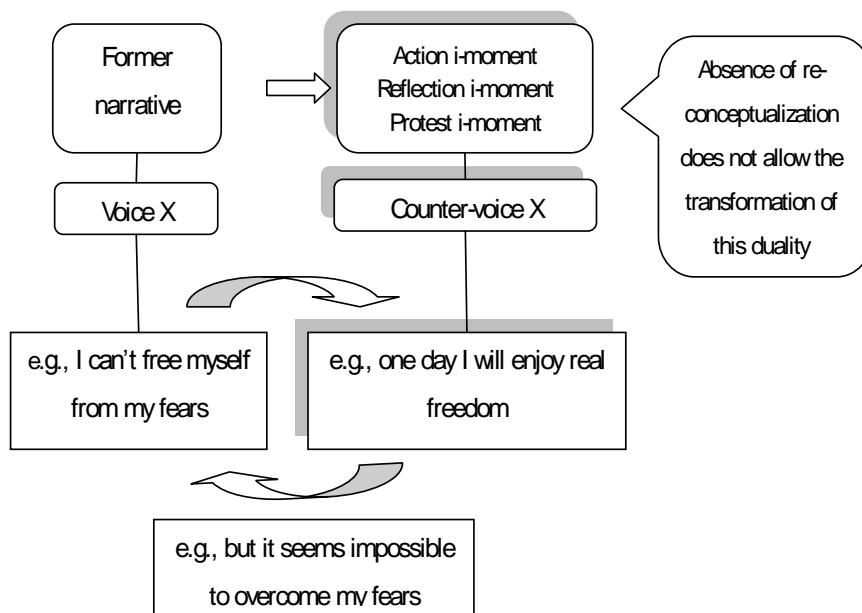 Former
narrative
Action i-moment
Reflection i-moment
Protest i-moment
Absence of re-
conceptualization
does not allow the
transformation of
this duality
Voice X
Counter-voice X
e.g., I can't free myself
from my fears
e.g., one day I will enjoy real
freedom
e.g., but it seems impossible
to overcome my fears